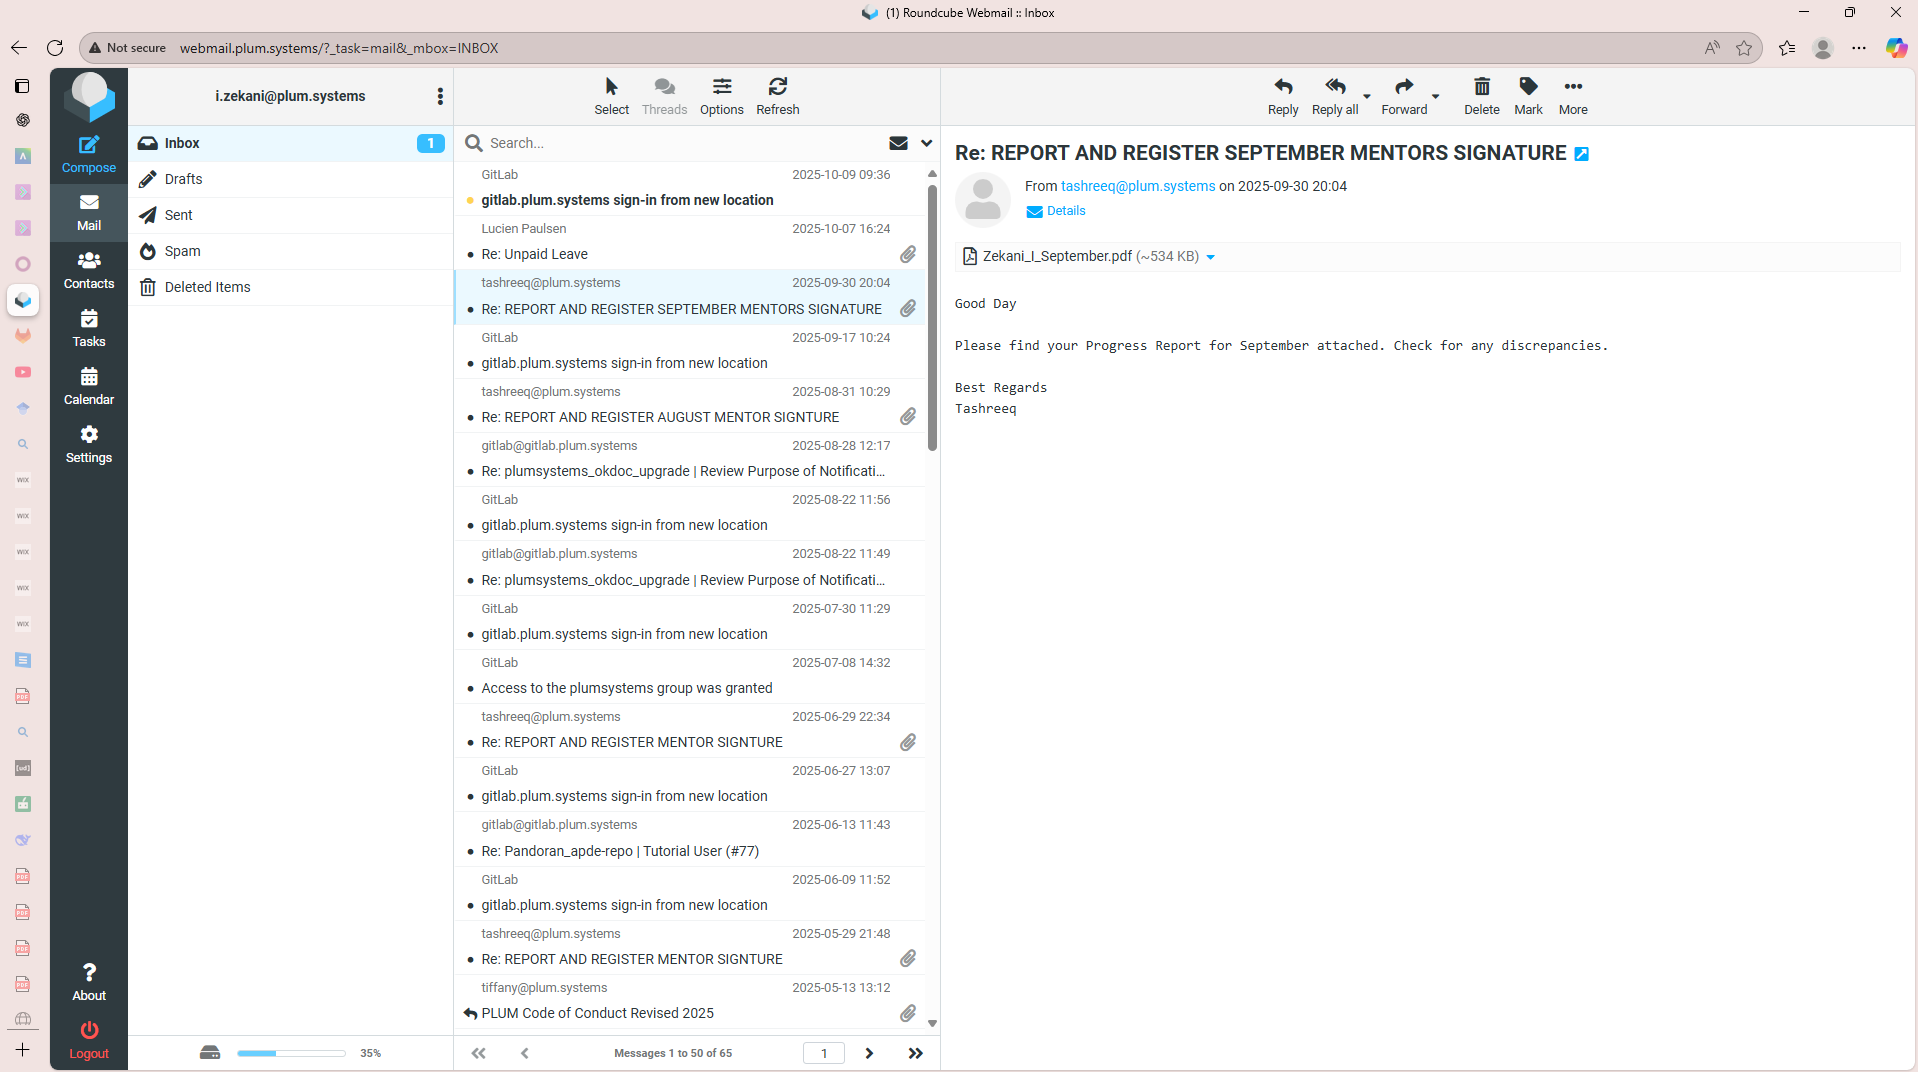 (1) Roundcube Webmail :: Inbox
Not secure webmail.plum.systems/?_task=mail&_mbox=INBOX
Compose
Mail
Contacts
Tasks
Calendar
Settings
About
Logout
i.zekani@plum.systems
Inbox 1
Drafts
Sent
Spam
Deleted Items
35%
Select Threads Options Refresh
Search...
GitLab 2025-10-09 09:36
gitlab.plum.systems sign-in from new location
Lucien Paulsen 2025-10-07 16:24
Re: Unpaid Leave
tashreeq@plum.systems 2025-09-30 20:04
Re: REPORT AND REGISTER SEPTEMBER MENTORS SIGNATURE
GitLab 2025-09-17 10:24
gitlab.plum.systems sign-in from new location
tashreeq@plum.systems 2025-08-31 10:29
Re: REPORT AND REGISTER AUGUST MENTOR SIGNTURE
gitlab@gitlab.plum.systems 2025-08-28 12:17
Re: plumsystems_okdoc_upgrade | Review Purpose of Notificati...
GitLab 2025-08-22 11:56
gitlab.plum.systems sign-in from new location
gitlab@gitlab.plum.systems 2025-08-22 11:49
Re: plumsystems_okdoc_upgrade | Review Purpose of Notificati...
GitLab 2025-07-30 11:29
gitlab.plum.systems sign-in from new location
GitLab 2025-07-08 14:32
Access to the plumsystems group was granted
tashreeq@plum.systems 2025-06-29 22:34
Re: REPORT AND REGISTER MENTOR SIGNTURE
GitLab 2025-06-27 13:07
gitlab.plum.systems sign-in from new location
gitlab@gitlab.plum.systems 2025-06-13 11:43
Re: Pandoran_apde-repo | Tutorial User (#77)
GitLab 2025-06-09 11:52
gitlab.plum.systems sign-in from new location
tashreeq@plum.systems 2025-05-29 21:48
Re: REPORT AND REGISTER MENTOR SIGNTURE
tiffany@plum.systems 2025-05-13 13:12
PLUM Code of Conduct Revised 2025
Messages 1 to 50 of 65 1
Reply Reply all Forward Delete Mark More
Re: REPORT AND REGISTER SEPTEMBER MENTORS SIGNATURE
From tashreeq@plum.systems on 2025-09-30 20:04
Details
Zekani_I_September.pdf (~534 KB)
Good Day
Please find your Progress Report for September attached. Check for any discrepancies.
Best Regards
Tashreeq
WIX
WIX
WIX
WIX
WIX
PDF
[ud]
PDF
PDF
PDF
PDF